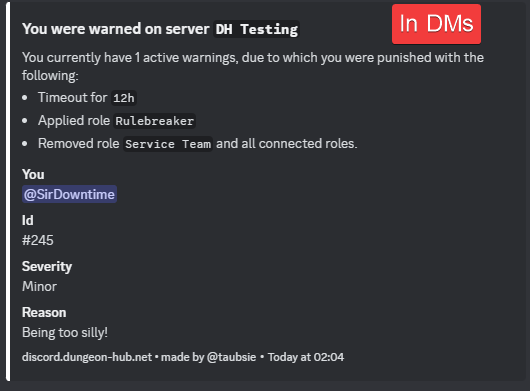 In DMs
You were warned on server DH Testing
You currently have 1 active warnings, due to which you were punished with the
following:
• Timeout for 12h
• Applied role Rulebreaker
• Removed role Service Team and all connected roles.
You
@SirDowntime
Id
#245
Severity
Minor
Reason
Being too silly!
discord.dungeon-hub.net • made by @taubsie • Today at 02:04